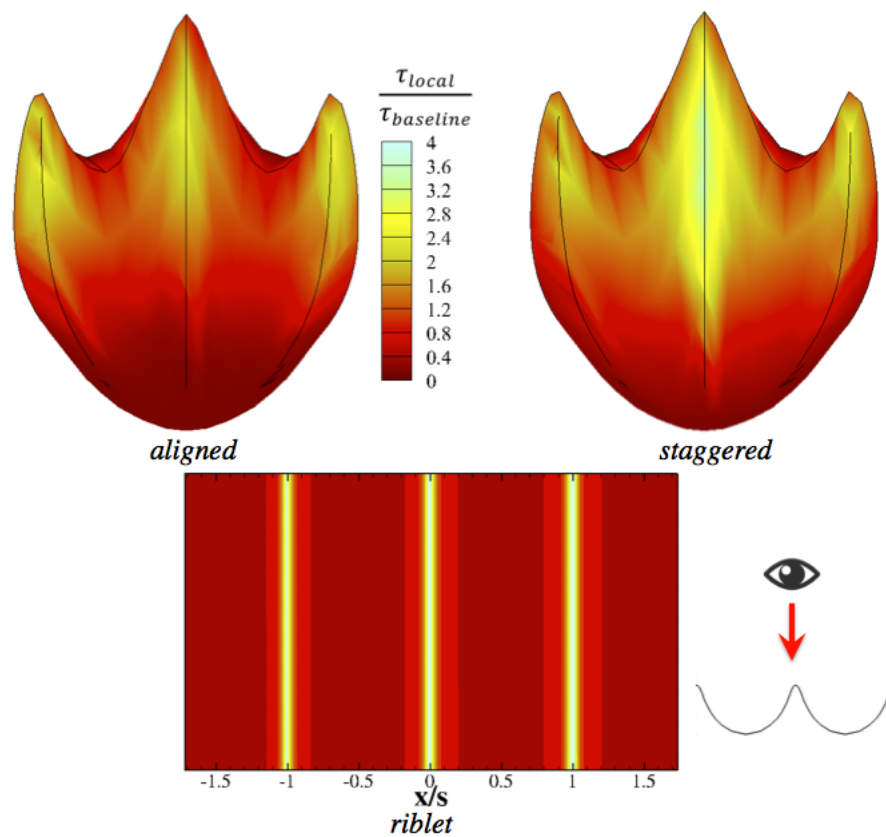 τ_local
τ_baseline
4
3.6
3.2
2.8
2.4
2
1.6
1.2
0.8
0.4
0
aligned
staggered
-1.5 -1 -0.5 0 0.5 1 1.5
x/s
riblet